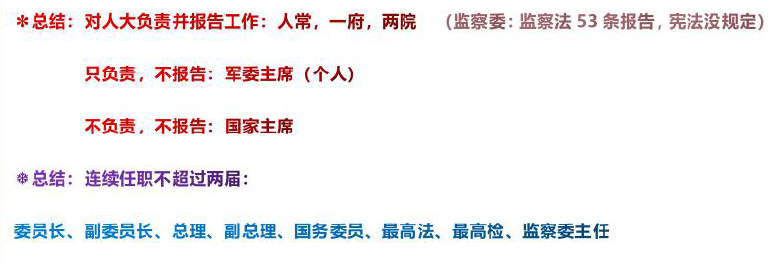 *总结：对人大负责并报告工作：人常，一府，两院 （监察委：监察法 53 条报告，宪法没规定）
只负责，不报告：军委主席（个人）
不负责，不报告：国家主席
❄总结：连续任职不超过两届：
委员长、副委员长、总理、副总理、国务委员、最高法、最高检、监察委主任